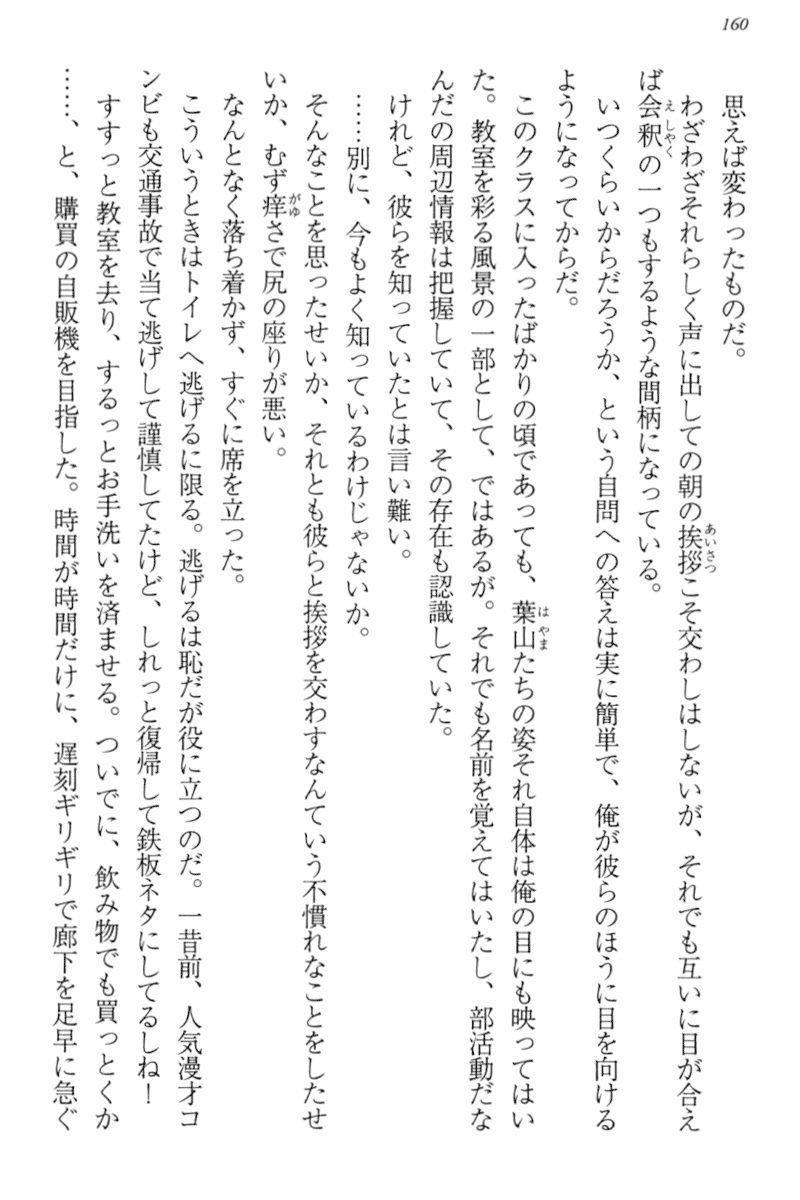 160
思えば変わったものだ。
わざわざそれらしく声に出しての朝の挨拶こそ交わしはしないが、それでも互いに目が合え
ば会釈の一つもするような間柄になっている。
いつくらいからだろうか、という自問への答えは実に簡単で、俺が彼らのほうに目を向ける
ようになってからだ。
このクラスに入ったばかりの頃であっても、葉山たちの姿それ自体は俺の目にも映ってはい
た。教室を彩る風景の一部として、ではあるが。それでも名前を覚えてはいたし、部活動だな
んだの周辺情報は把握していて、その存在も認識していた。
けれど、彼らを知っていたとは言い難い。
……別に、今もよく知っているわけじゃないか。
そんなことを思ったせいか、それとも彼らと挨拶を交わすなんていう不慣れなことをしたせ
いか、むず痒さで尻の座りが悪い。
なんとなく落ち着かず、すぐに席を立った。
こういうときはトイレへ逃げるに限る。逃げるは恥だが役に立つのだ。一昔前、人気漫才コ
ンビも交通事故で当て逃げして謹慎してたけど、しれっと復帰して鉄板ネタにしてるしね！
すすっと教室を去り、するっとお手洗いを済ませる。ついでに、飲み物でも買っとくか
……、と、購買の自販機を目指した。時間が時間だけに、遅刻ギリギリで廊下を足早に急ぐ